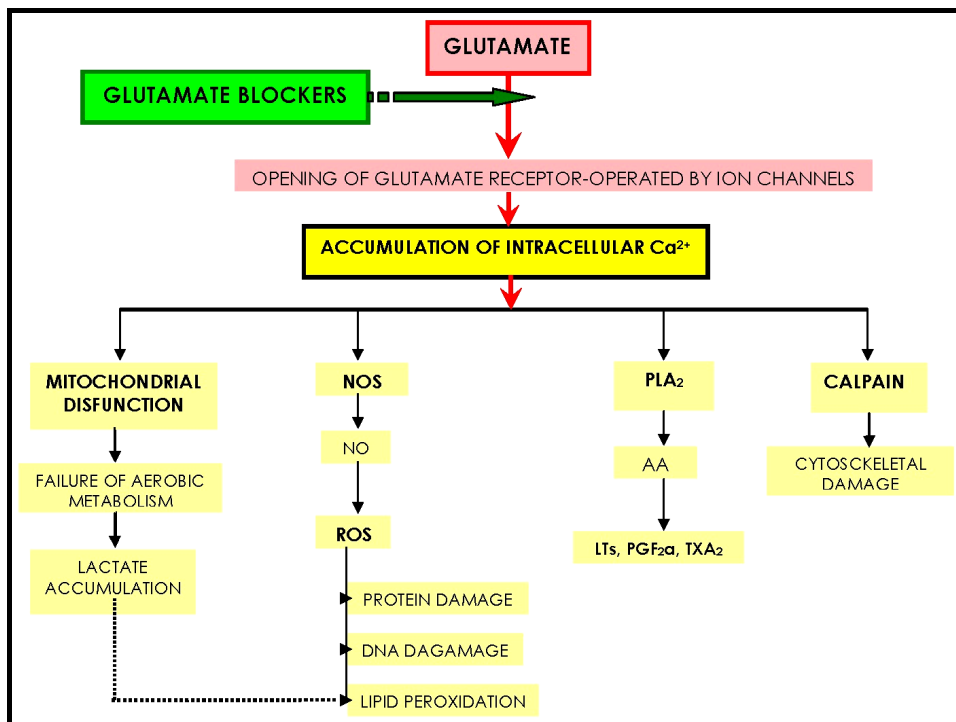 GLUTAMATE
GLUTAMATE BLOCKERS
OPENING OF GLUTAMATE RECEPTOR-OPERATED BY ION CHANNELS
ACCUMULATION OF INTRACELLULAR Ca²⁺
MITOCHONDRIAL
DISFUNCTION
FAILURE OF AEROBIC
METABOLISM
LACTATE
ACCUMULATION
NOS
NO
ROS
PROTEIN DAMAGE
DNA DAGAMAGE
LIPID PEROXIDATION
PLA₂
AA
LTs, PGF₂a, TXA₂
CALPAIN
CYTOSCKELETAL
DAMAGE